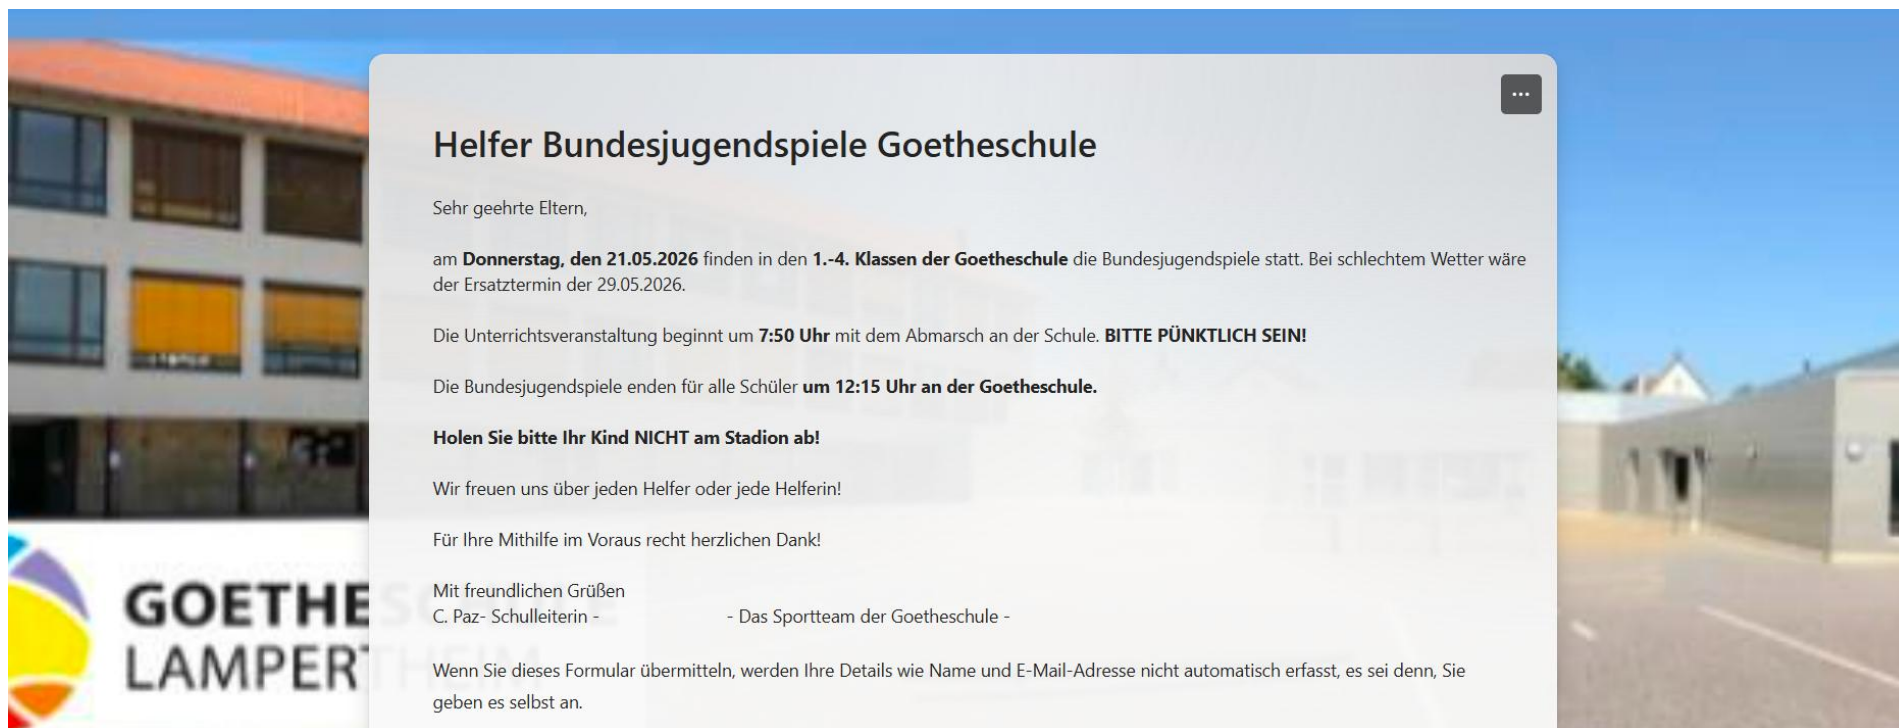 Helfer Bundesjugendspiele Goetheschule
Sehr geehrte Eltern,
am Donnerstag, den 21.05.2026 finden in den 1.-4. Klassen der Goetheschule die Bundesjugendspiele statt. Bei schlechtem Wetter wäre
der Ersatztermin der 29.05.2026.
Die Unterrichtsveranstaltung beginnt um 7:50 Uhr mit dem Abmarsch an der Schule. BITTE PÜNKTLICH SEIN!
Die Bundesjugendspiele enden für alle Schüler um 12:15 Uhr an der Goetheschule.
Holen Sie bitte Ihr Kind NICHT am Stadion ab!
Wir freuen uns über jeden Helfer oder jede Helferin!
Für Ihre Mithilfe im Voraus recht herzlichen Dank!
Mit freundlichen Grüßen
C. Paz- Schulleiterin - - Das Sportteam der Goetheschule -
Wenn Sie dieses Formular übermitteln, werden Ihre Details wie Name und E-Mail-Adresse nicht automatisch erfasst, es sei denn, Sie
geben es selbst an.
GOETHESCHULE
LAMPERTHEIM